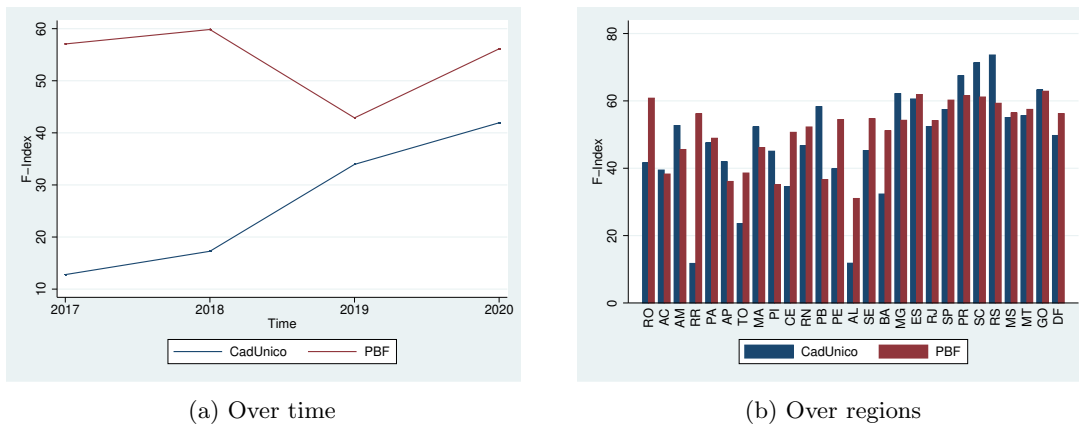 F-Index
60
50
40
30
20
10
2017 2018 2019 2020
Time
CadUnico PBF
(a) Over time
F-Index
80
60
40
20
0
RO AC AM RR PA AP TO MA PI CE RN PB PE AL SE BA MG ES RJ SP PR SC RS MS MT GO DF
CadUnico PBF
(b) Over regions